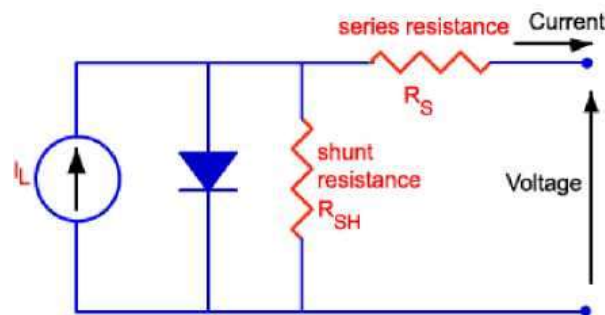 series resistance
Current
R_S
I_L
shunt
resistance
R_SH
Voltage